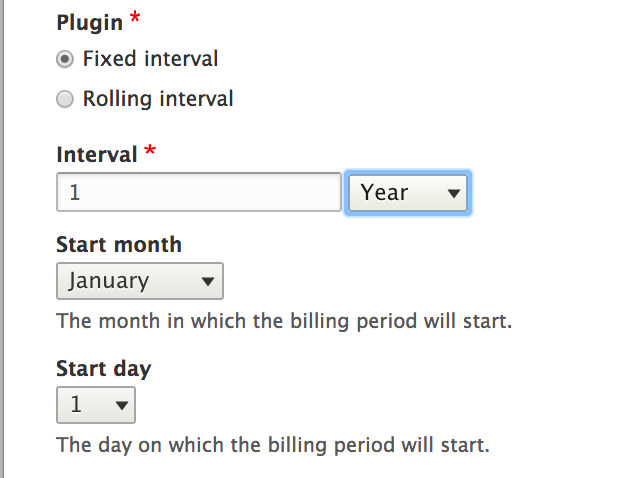 Plugin *
Fixed interval
Rolling interval
Interval *
1 Year
Start month
January
The month in which the billing period will start.
Start day
1
The day on which the billing period will start.